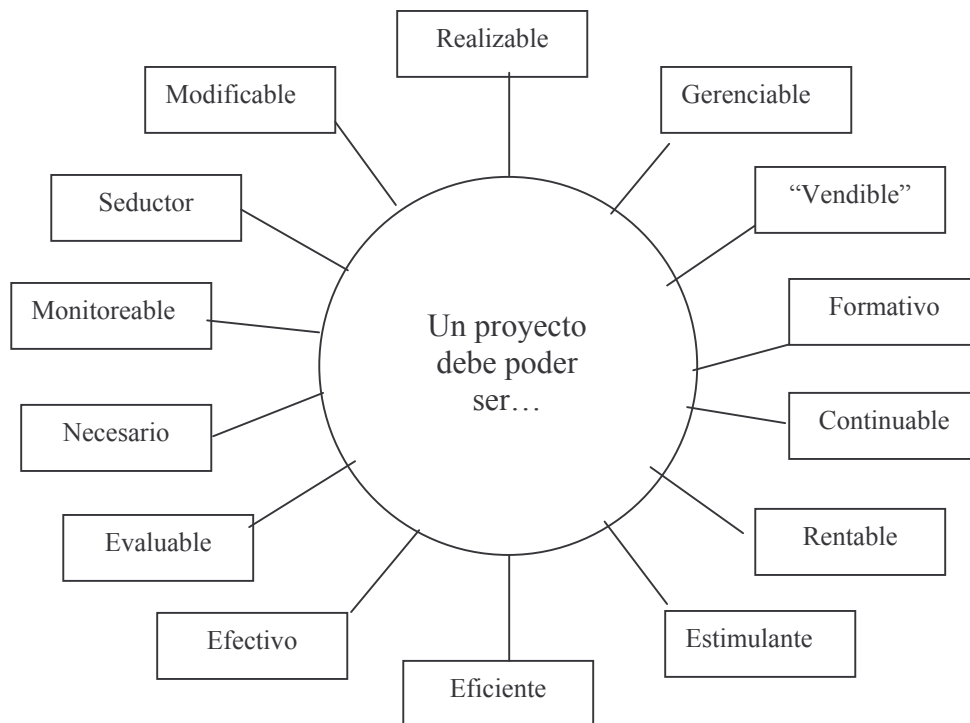 Realizable
Modificable
Gerenciable
Seductor
“Vendible”
Monitoreable
Formativo
Un proyecto
debe poder
ser…
Necesario
Continuable
Evaluable
Rentable
Efectivo
Estimulante
Eficiente